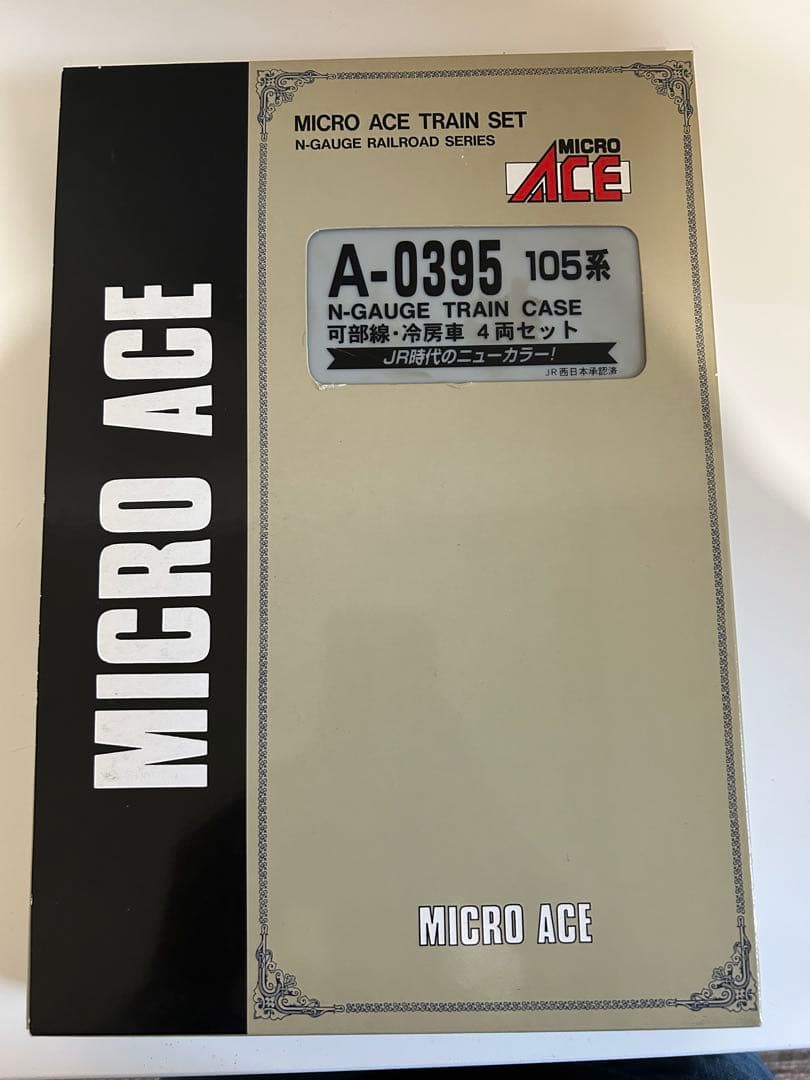 MICRO ACE
MICRO ACE TRAIN SET
N-GAUGE RAILROAD SERIES
MICRO
ACE
A-0395 105系
N-GAUGE TRAIN CASE
可部線・冷房車 4両セット
JR時代のニューカラー!
JR西日本承認済
MICRO ACE